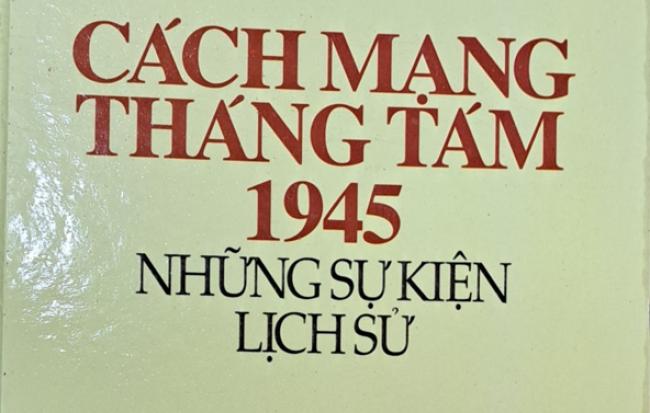 CÁCH MẠNG
THÁNG TÁM
1945
NHỮNG SỰ KIỆN
LỊCH SỬ